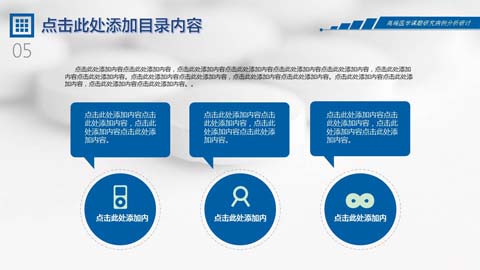 点击此处添加目录内容
高端医学课题研究病例分析研讨
05
点击此处添加内容点击此处添加内容，点击此处添加内容点击此处添加内容点击此处添加内容点击此处添加内容，点击此处添
加内容点击此处添加内容点击此处添加内容，点击此处添加内容点击此处添加内容。点击此处添加内容点击此处添
加内容，点击此处添加内容点击此处添加内容。。
点击此处添加内容点击
此处添加内容，点击此
处添加内容点击此处添
加内容。
点击此处添加内容点击
此处添加内容，点击此
处添加内容点击此处添
加内容。
点击此处添加内容点击
此处添加内容，点击此
处添加内容点击此处添
加内容。
点击此处添加内
点击此处添加内
点击此处添加内